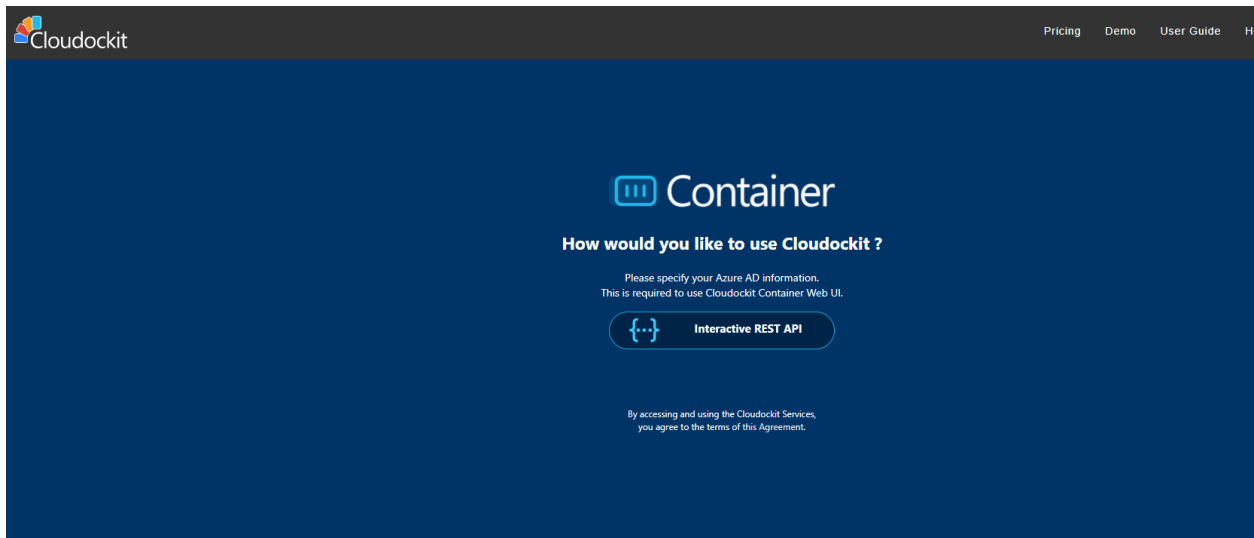 Cloudockit
Pricing Demo User Guide
Container
How would you like to use Cloudockit ?
Please specify your Azure AD information.
This is required to use Cloudockit Container Web UI.
{···} Interactive REST API
By accessing and using the Cloudockit Services,
you agree to the terms of this Agreement.